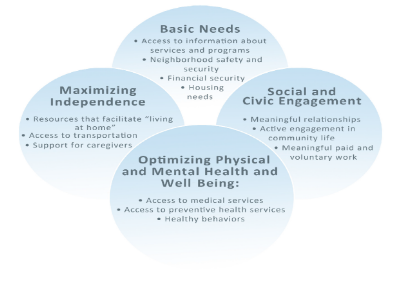 Basic Needs
• Access to information about
services and programs
• Neighborhood safety and
security
• Financial security
• Housing
needs
Maximizing
Independence
• Resources that facilitate "living
at home"
• Access to transportation
• Support for caregivers
Social and
Civic Engagement
• Meaningful relationships
• Active engagement in
community life
• Meaningful paid and
voluntary work
Optimizing Physical
and Mental Health and
Well Being:
• Access to medical services
• Access to preventive health services
• Healthy behaviors